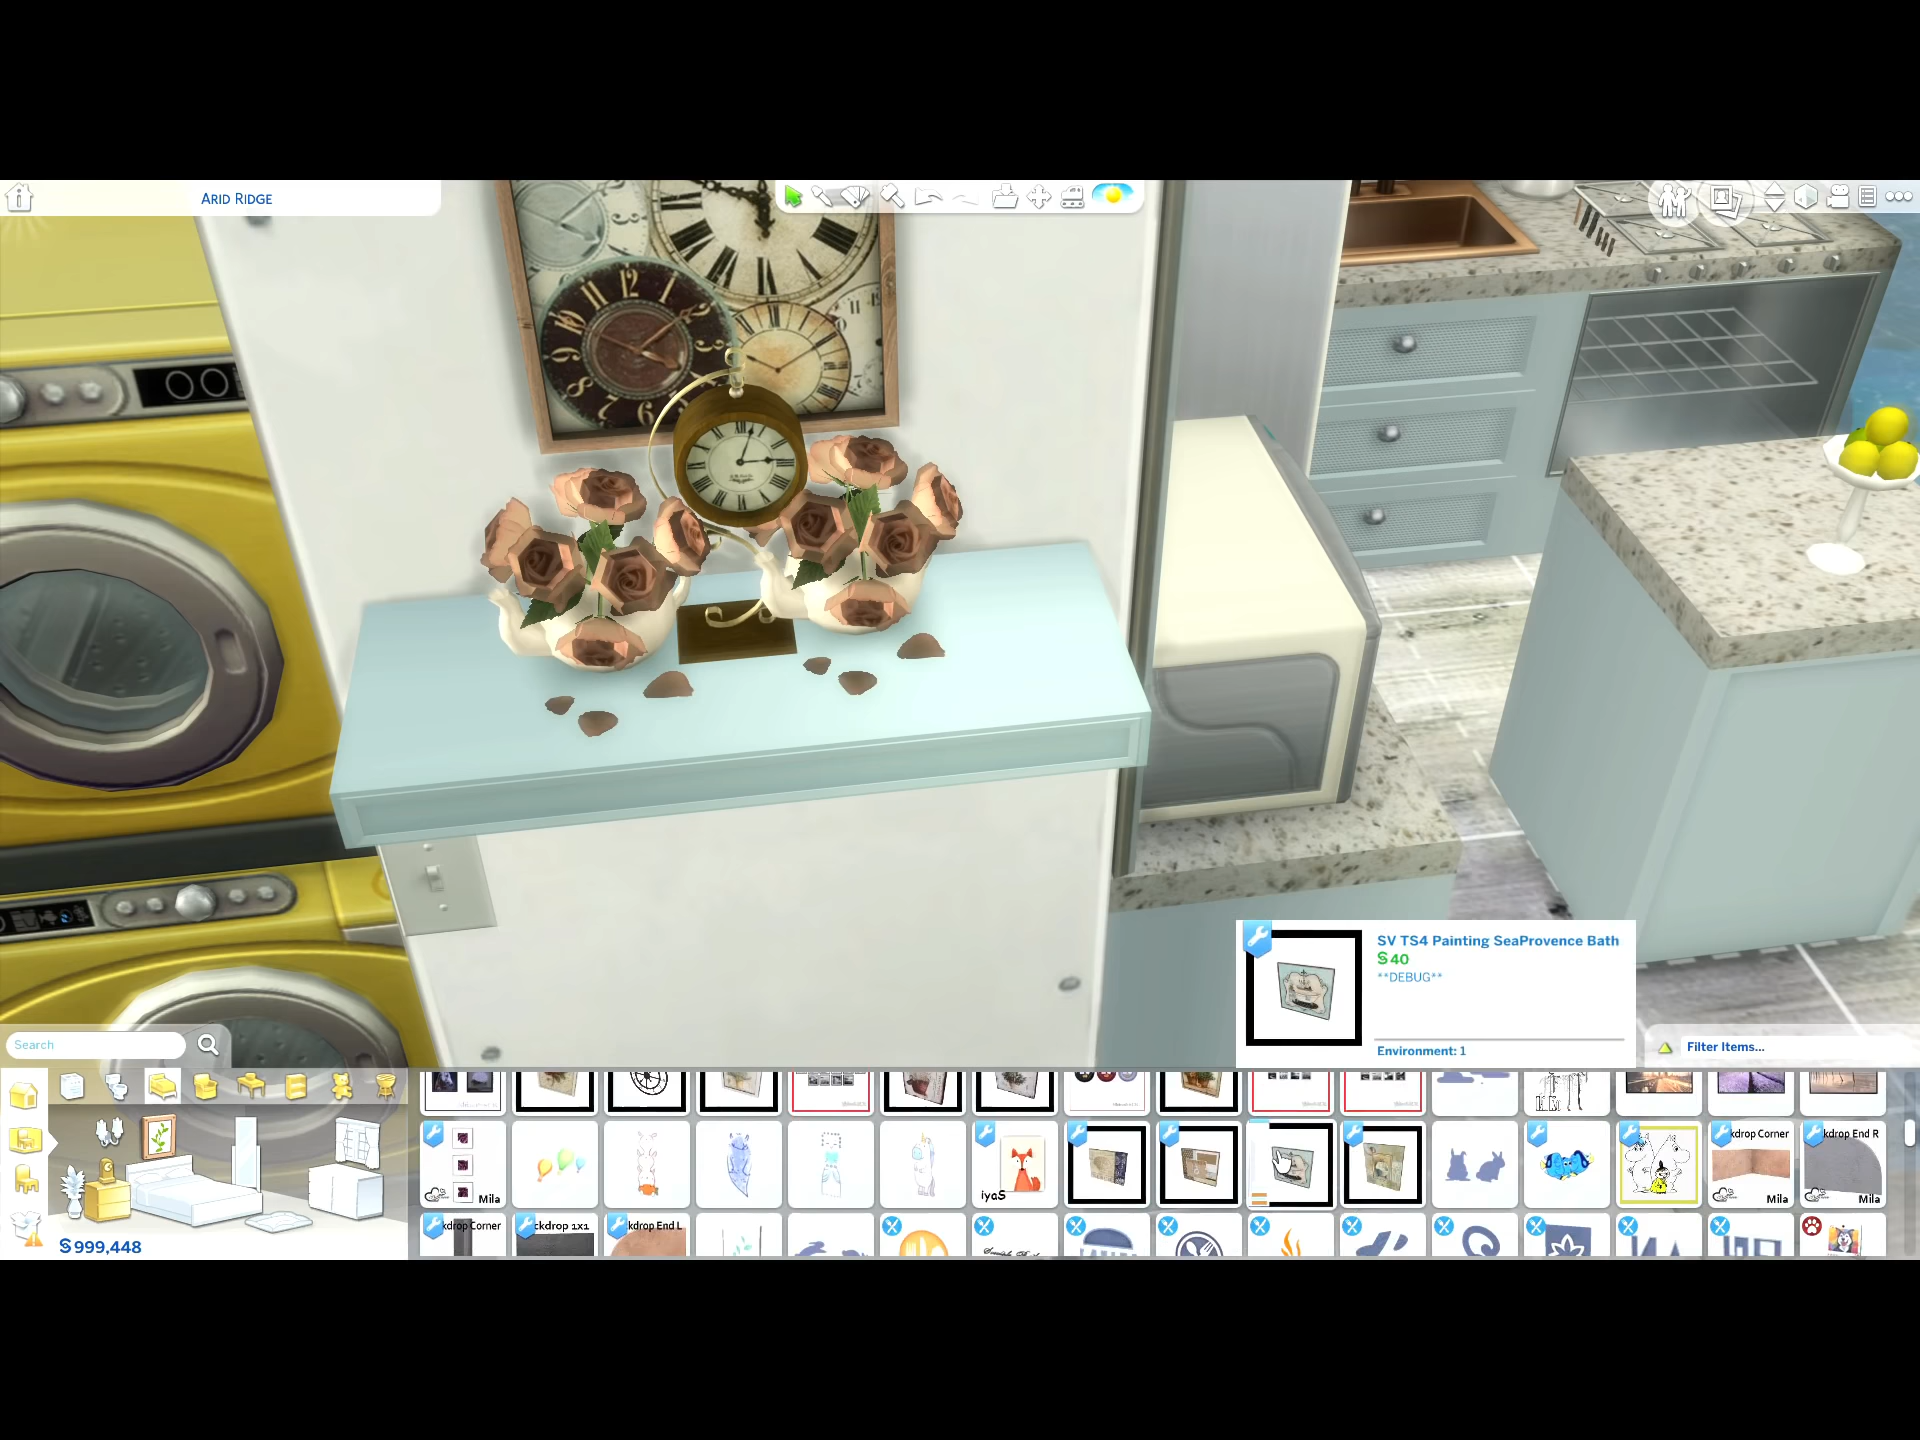 ARID RIDGE
SV TS4 Painting SeaProvence Bath
§40
**DEBUG**
Environment: 1
Search
Filter Items...
Mila
iyaS
kdrop Corner
Mila
kdrop End R
Mila
kdrop Corner
ckdrop 1x1
kdrop End L
§999,448